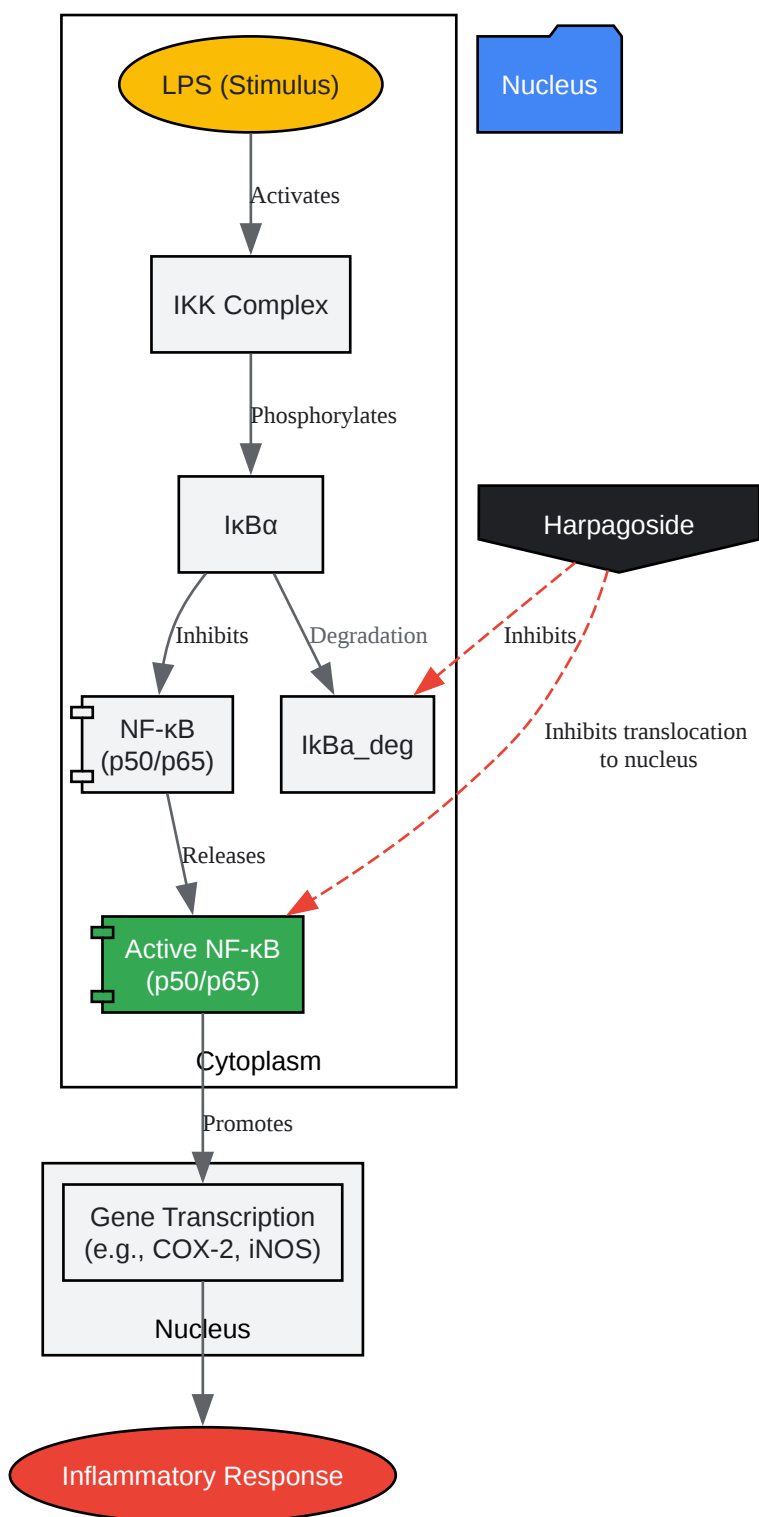 LPS (Stimulus)
Nucleus
Activates
IKK Complex
Phosphorylates
IκBα
Harpagoside
Inhibits
Degradation
Inhibits
NF-κB
(p50/p65)
IkBa_deg
Inhibits translocation
to nucleus
Releases
Active NF-κB
(p50/p65)
Cytoplasm
Promotes
Gene Transcription
(e.g., COX-2, iNOS)
Nucleus
Inflammatory Response